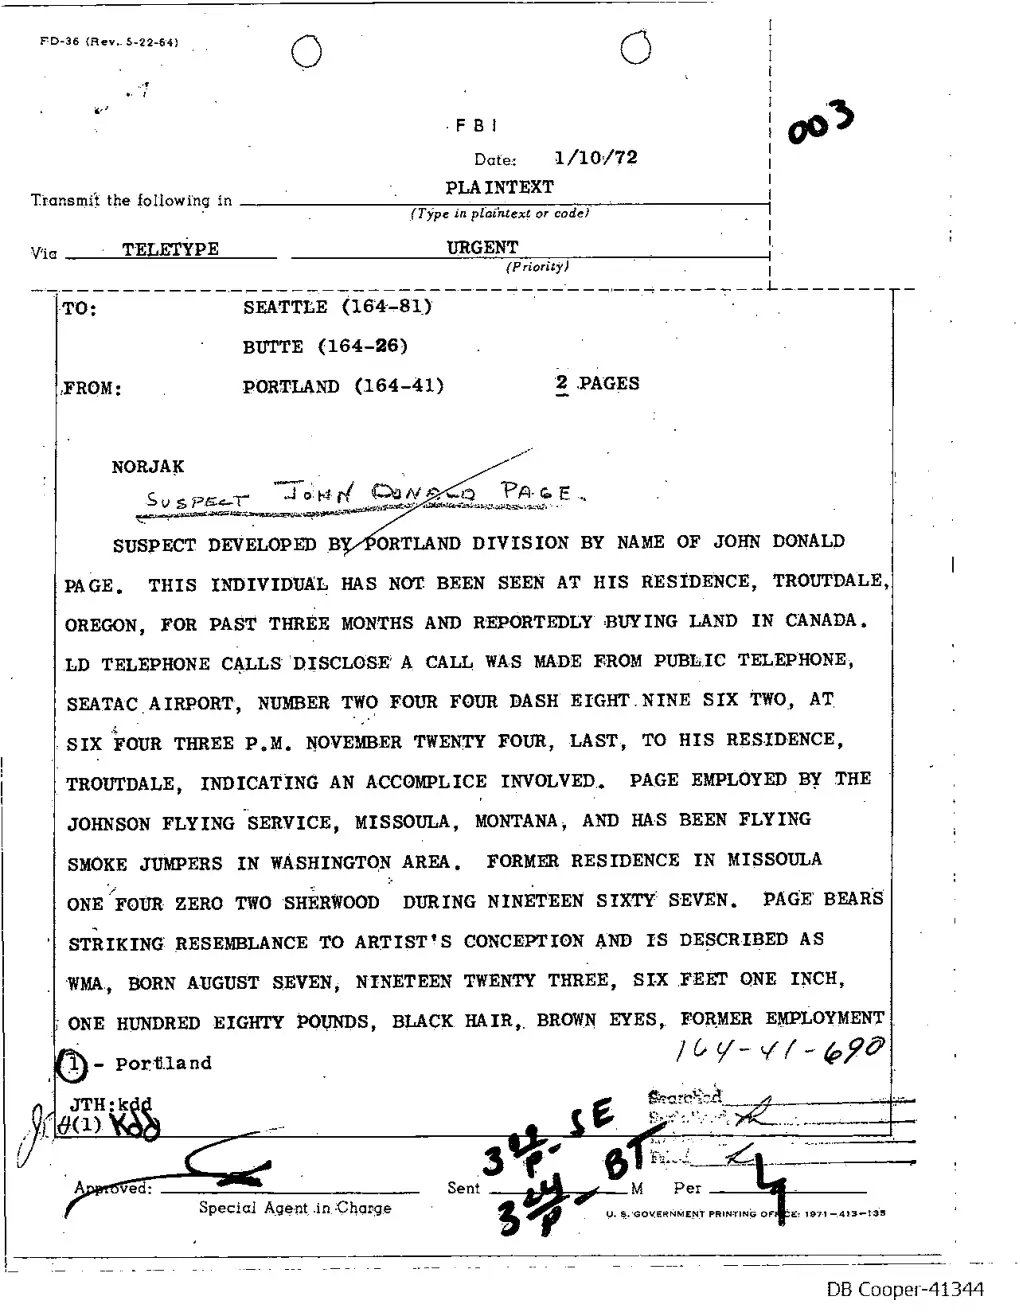 FD-36 (Rev. 5-22-64)
003
FBI
Date: 1/10/72
Transmit the following in PLAINTEXT
(Type in plaintext or code)
Via TELETYPE URGENT
(Priority)
TO: SEATTLE (164-81)
BUTTE (164-26)
FROM: PORTLAND (164-41) 2 PAGES
NORJAK
SUSPECT JOHN DONALD PAGE.
SUSPECT DEVELOPED BY PORTLAND DIVISION BY NAME OF JOHN DONALD
PAGE. THIS INDIVIDUAL HAS NOT BEEN SEEN AT HIS RESIDENCE, TROUTDALE,
OREGON, FOR PAST THREE MONTHS AND REPORTEDLY BUYING LAND IN CANADA.
LD TELEPHONE CALLS DISCLOSE A CALL WAS MADE FROM PUBLIC TELEPHONE,
SEATAC AIRPORT, NUMBER TWO FOUR FOUR DASH EIGHT NINE SIX TWO, AT
SIX FOUR THREE P.M. NOVEMBER TWENTY FOUR, LAST, TO HIS RESIDENCE,
TROUTDALE, INDICATING AN ACCOMPLICE INVOLVED. PAGE EMPLOYED BY THE
JOHNSON FLYING SERVICE, MISSOULA, MONTANA, AND HAS BEEN FLYING
SMOKE JUMPERS IN WASHINGTON AREA. FORMER RESIDENCE IN MISSOULA
ONE FOUR ZERO TWO SHERWOOD DURING NINETEEN SIXTY SEVEN. PAGE BEARS
STRIKING RESEMBLANCE TO ARTIST'S CONCEPTION AND IS DESCRIBED AS
WMA, BORN AUGUST SEVEN, NINETEEN TWENTY THREE, SIX FEET ONE INCH,
ONE HUNDRED EIGHTY POUNDS, BLACK HAIR, BROWN EYES, FORMER EMPLOYMENT
1 - Portland 164-41-690
JTH:kdd Searched
(1) Kdd
SE
BT
Approved: Sent M Per
Special Agent in Charge
U. S. GOVERNMENT PRINTING OFFICE: 1971-413-135
DB Cooper-41344